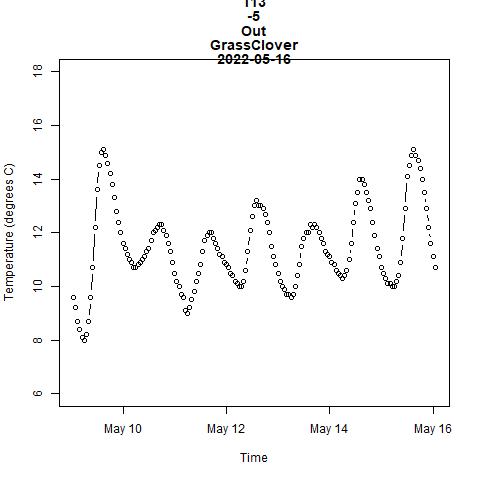 113
-5
Out
GrassClover
2022-05-16
Temperature (degrees C)
18
16
14
12
10
8
6
May 10
May 12
May 14
May 16
Time